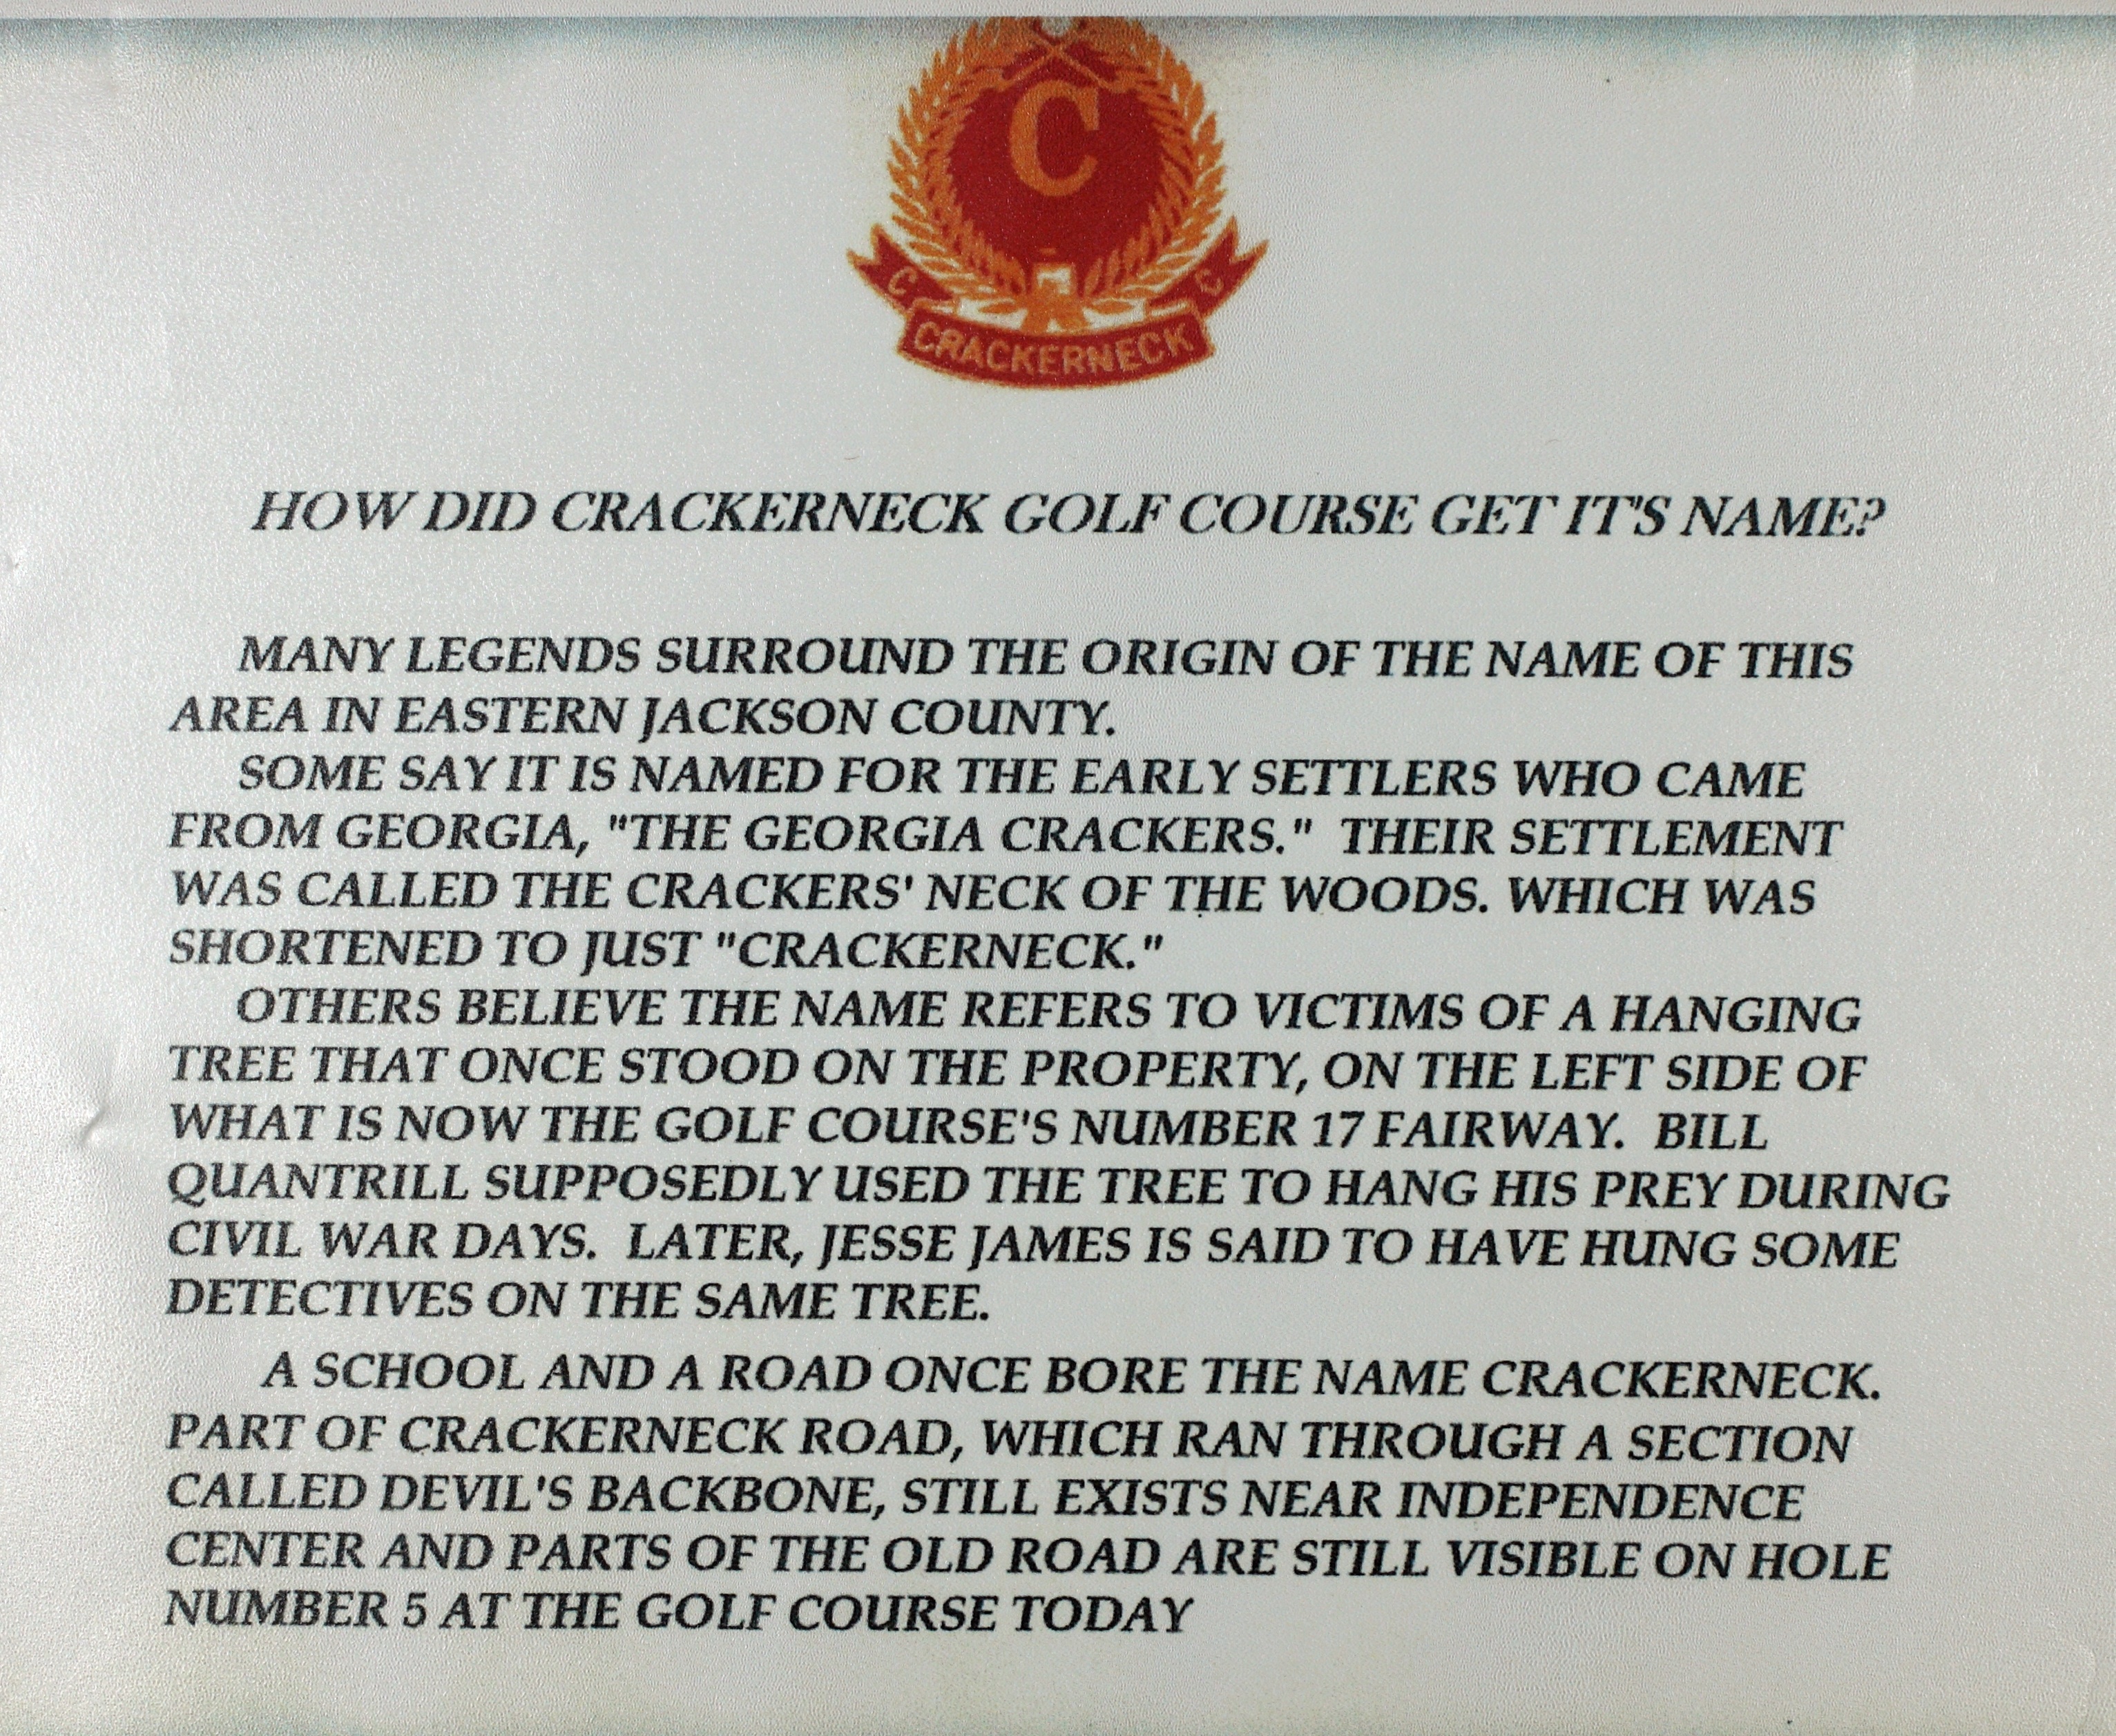 C
C C
CRACKERNECK
HOW DID CRACKERNECK GOLF COURSE GET IT'S NAME?
MANY LEGENDS SURROUND THE ORIGIN OF THE NAME OF THIS
AREA IN EASTERN JACKSON COUNTY.
SOME SAY IT IS NAMED FOR THE EARLY SETTLERS WHO CAME
FROM GEORGIA, "THE GEORGIA CRACKERS." THEIR SETTLEMENT
WAS CALLED THE CRACKERS' NECK OF THE WOODS. WHICH WAS
SHORTENED TO JUST "CRACKERNECK."
OTHERS BELIEVE THE NAME REFERS TO VICTIMS OF A HANGING
TREE THAT ONCE STOOD ON THE PROPERTY, ON THE LEFT SIDE OF
WHAT IS NOW THE GOLF COURSE'S NUMBER 17 FAIRWAY. BILL
QUANTRILL SUPPOSEDLY USED THE TREE TO HANG HIS PREY DURING
CIVIL WAR DAYS. LATER, JESSE JAMES IS SAID TO HAVE HUNG SOME
DETECTIVES ON THE SAME TREE.
A SCHOOL AND A ROAD ONCE BORE THE NAME CRACKERNECK.
PART OF CRACKERNECK ROAD, WHICH RAN THROUGH A SECTION
CALLED DEVIL'S BACKBONE, STILL EXISTS NEAR INDEPENDENCE
CENTER AND PARTS OF THE OLD ROAD ARE STILL VISIBLE ON HOLE
NUMBER 5 AT THE GOLF COURSE TODAY